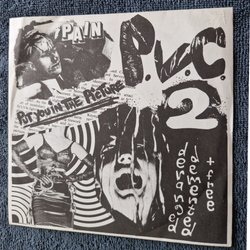 PAIN
P.V.C.
2
PUT YOU IN THE PICTURE
deranged
demented
+ free